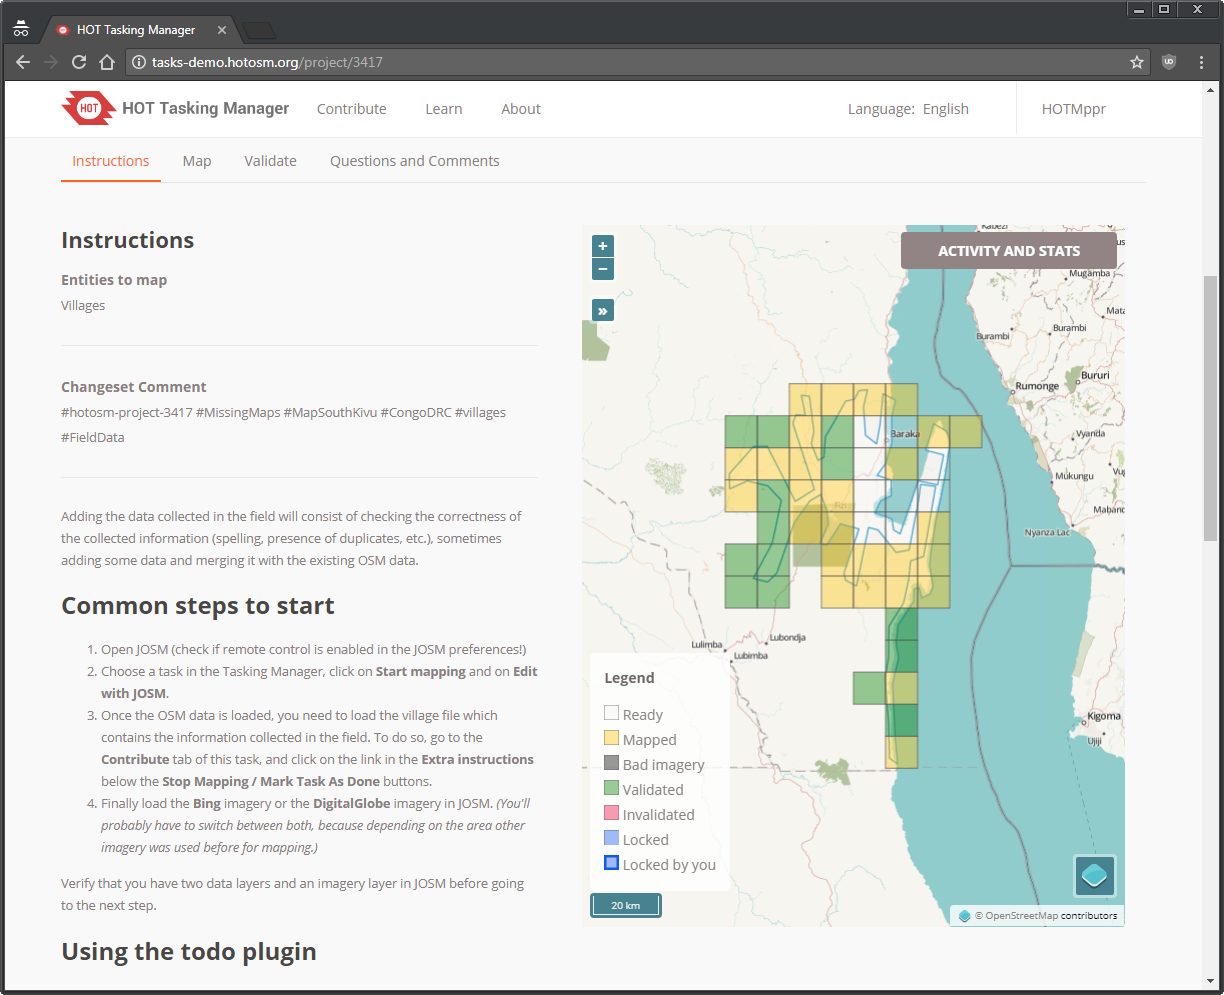 HOT Tasking Manager
tasks-demo.hotosm.org/project/3417
HOT
HOT Tasking Manager
Contribute
Learn
About
Language: English
HOTMppr
Instructions
Map
Validate
Questions and Comments
Instructions
Entities to map
Villages
Changeset Comment
#hotosm-project-3417 #MissingMaps #MapSouthKivu #CongoDRC #villages
#FieldData
Adding the data collected in the field will consist of checking the correctness of
the collected information (spelling, presence of duplicates, etc.), sometimes
adding some data and merging it with the existing OSM data.
Common steps to start
1. Open JOSM (check if remote control is enabled in the JOSM preferences!)
2. Choose a task in the Tasking Manager, click on Start mapping and on Edit
with JOSM.
3. Once the OSM data is loaded, you need to load the village file which
contains the information collected in the field. To do so, go to the
Contribute tab of this task, and click on the link in the Extra instructions
below the Stop Mapping / Mark Task As Done buttons.
4. Finally load the Bing imagery or the DigitalGlobe imagery in JOSM. (You'll
probably have to switch between both, because depending on the area other
imagery was used before for mapping.)
Verify that you have two data layers and an imagery layer in JOSM before going
to the next step.
Using the todo plugin
+
−
»
ACTIVITY AND STATS
Mugamba
Burambi
Burambi
Bururi
Rumonge
Baraka
Vyanda
Mukungu
Nyanza Lac
Lubondja
Lulimba
Lubimba
Kigoma
Ujiji
Legend
Ready
Mapped
Bad imagery
Validated
Invalidated
Locked
Locked by you
20 km
© OpenStreetMap contributors